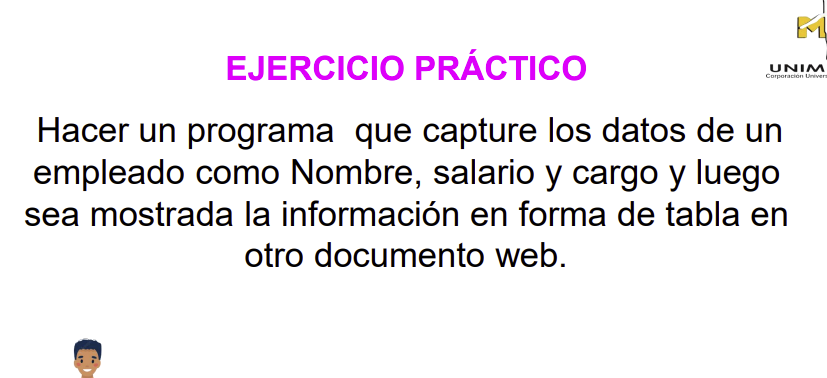 EJERCICIO PRÁCTICO
UNIM
Corporación Univers
Hacer un programa que capture los datos de un
empleado como Nombre, salario y cargo y luego
sea mostrada la información en forma de tabla en
otro documento web.